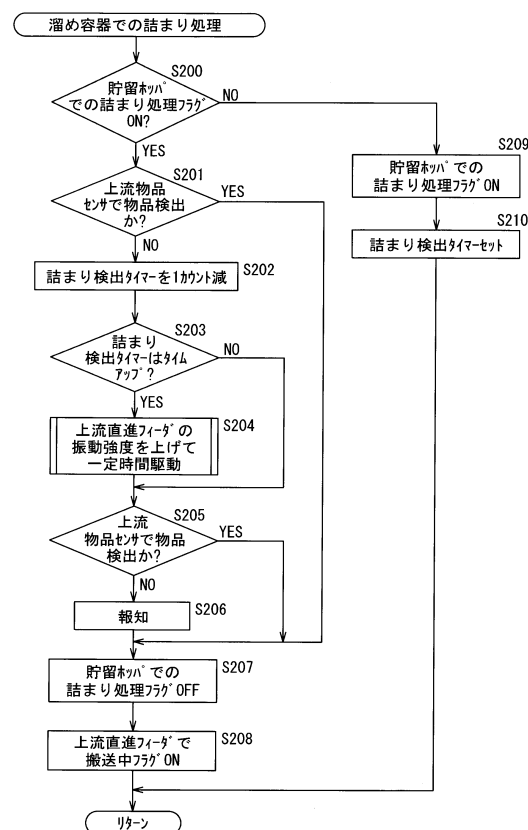 溜め容器での詰まり処理
S200
貯留ﾎｯﾊﾟ
での詰まり処理ﾌﾗｸﾞ
ON?
NO
YES
S201
上流物品
ｾﾝｻで物品検出
か?
YES
NO
S202
詰まり検出ﾀｲﾏｰを1ｶｳﾝﾄ減
S203
詰まり
検出ﾀｲﾏｰはﾀｲﾑ
ｱｯﾌﾟ?
NO
YES
S204
上流直進ﾌｨｰﾀﾞの
振動強度を上げて
一定時間駆動
S205
上流
物品ｾﾝｻで物品
検出か?
YES
NO
S206
報知
S207
貯留ﾎｯﾊﾟでの
詰まり処理ﾌﾗｸﾞOFF
S208
上流直進ﾌｨｰﾀﾞで
搬送中ﾌﾗｸﾞON
S209
貯留ﾎｯﾊﾟでの
詰まり処理ﾌﾗｸﾞON
S210
詰まり検出ﾀｲﾏｰｾｯﾄ
ﾘﾀｰﾝ